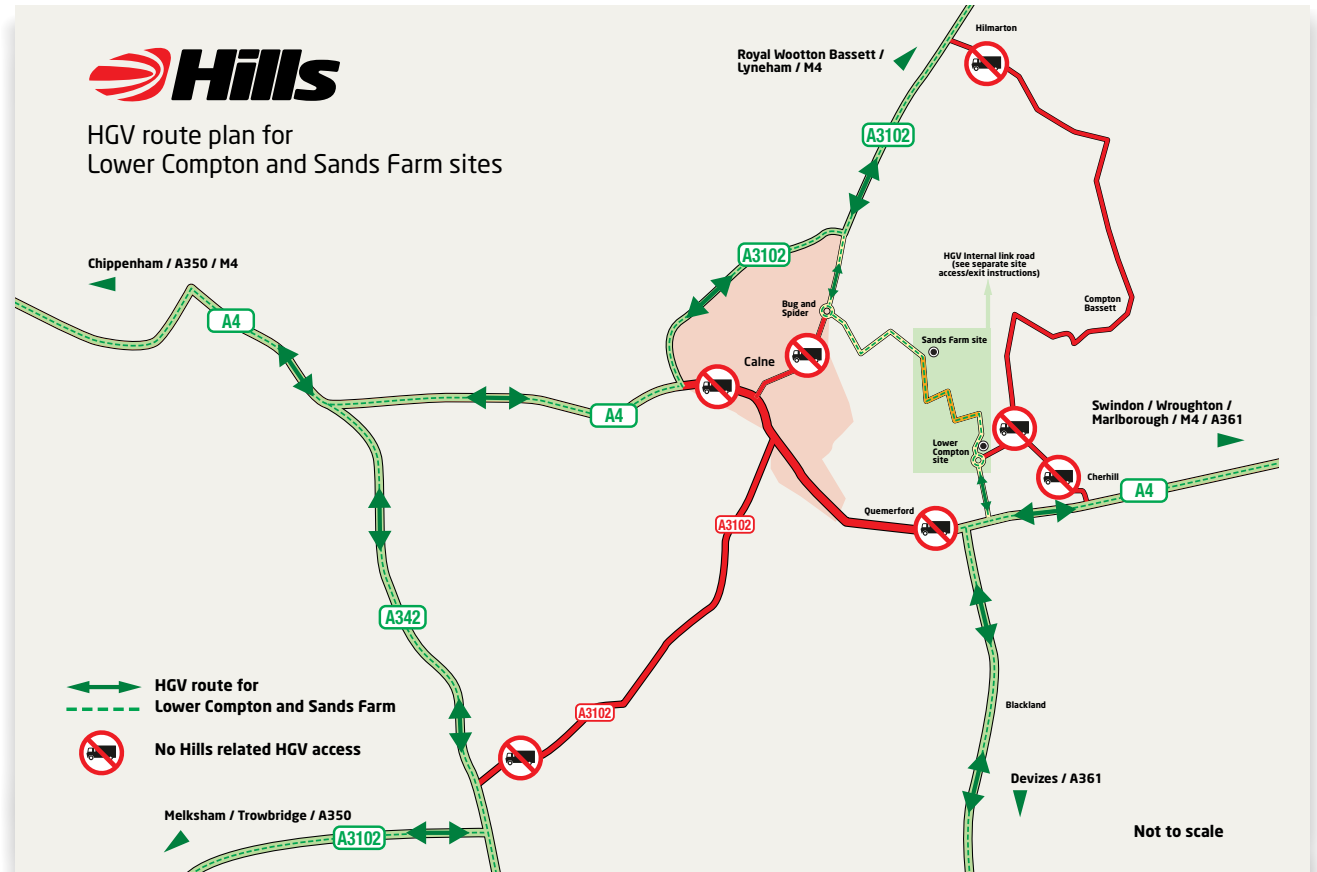 Hills
HGV route plan for
Lower Compton and Sands Farm sites
Royal Wootton Bassett /
Lyneham / M4
Hilmarton
A3102
A3102
Chippenham / A350 / M4
A4
HGV Internal link road
(see separate site
access/exit instructions)
Bug and
Spider
Compton
Bassett
Sands Farm site
Calne
A4
Swindon / Wroughton /
Marlborough / M4 / A361
Lower
Compton
site
Cherhill
A4
Quemerford
A3102
A342
HGV route for
Lower Compton and Sands Farm
A3102
Blackland
No Hills related HGV access
Devizes / A361
Melksham / Trowbridge / A350
A3102
Not to scale